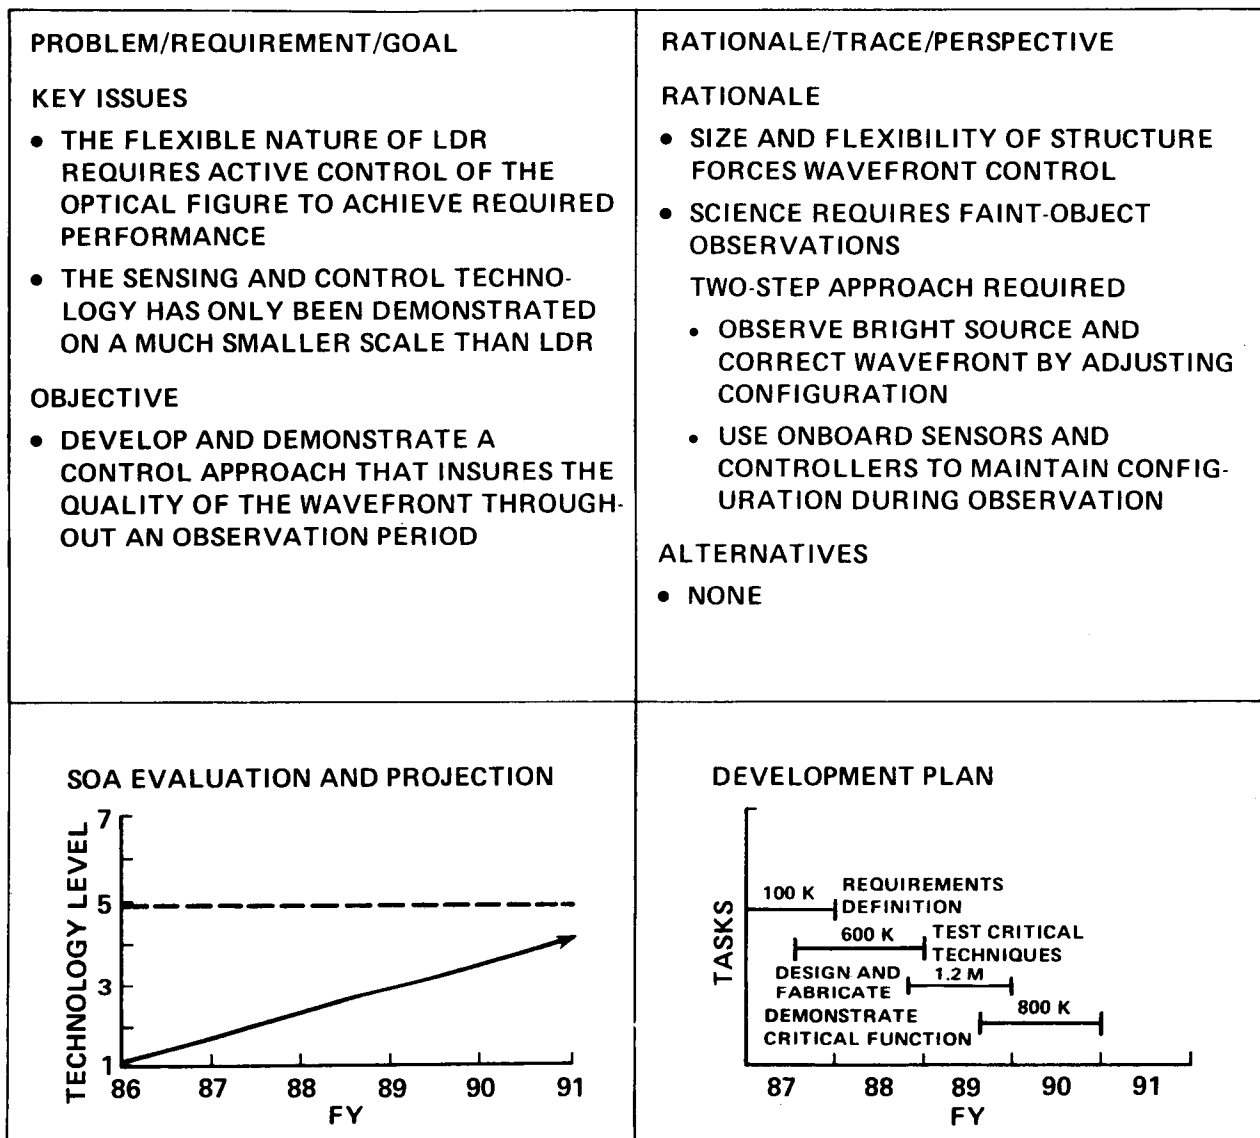 PROBLEM/REQUIREMENT/GOAL
KEY ISSUES
• THE FLEXIBLE NATURE OF LDR
REQUIRES ACTIVE CONTROL OF THE
OPTICAL FIGURE TO ACHIEVE REQUIRED
PERFORMANCE
• THE SENSING AND CONTROL TECHNO-
LOGY HAS ONLY BEEN DEMONSTRATED
ON A MUCH SMALLER SCALE THAN LDR
OBJECTIVE
• DEVELOP AND DEMONSTRATE A
CONTROL APPROACH THAT INSURES THE
QUALITY OF THE WAVEFRONT THROUGH-
OUT AN OBSERVATION PERIOD
RATIONALE/TRACE/PERSPECTIVE
RATIONALE
• SIZE AND FLEXIBILITY OF STRUCTURE
FORCES WAVEFRONT CONTROL
• SCIENCE REQUIRES FAINT-OBJECT
OBSERVATIONS
TWO-STEP APPROACH REQUIRED
• OBSERVE BRIGHT SOURCE AND
CORRECT WAVEFRONT BY ADJUSTING
CONFIGURATION
• USE ONBOARD SENSORS AND
CONTROLLERS TO MAINTAIN CONFIG-
URATION DURING OBSERVATION
ALTERNATIVES
• NONE
SOA EVALUATION AND PROJECTION
TECHNOLOGY LEVEL
7
5
3
1
86 87 88 89 90 91
FY
DEVELOPMENT PLAN
TASKS
100 K
REQUIREMENTS
DEFINITION
600 K
TEST CRITICAL
TECHNIQUES
DESIGN AND
FABRICATE
1.2 M
DEMONSTRATE
CRITICAL FUNCTION
800 K
87 88 89 90 91
FY